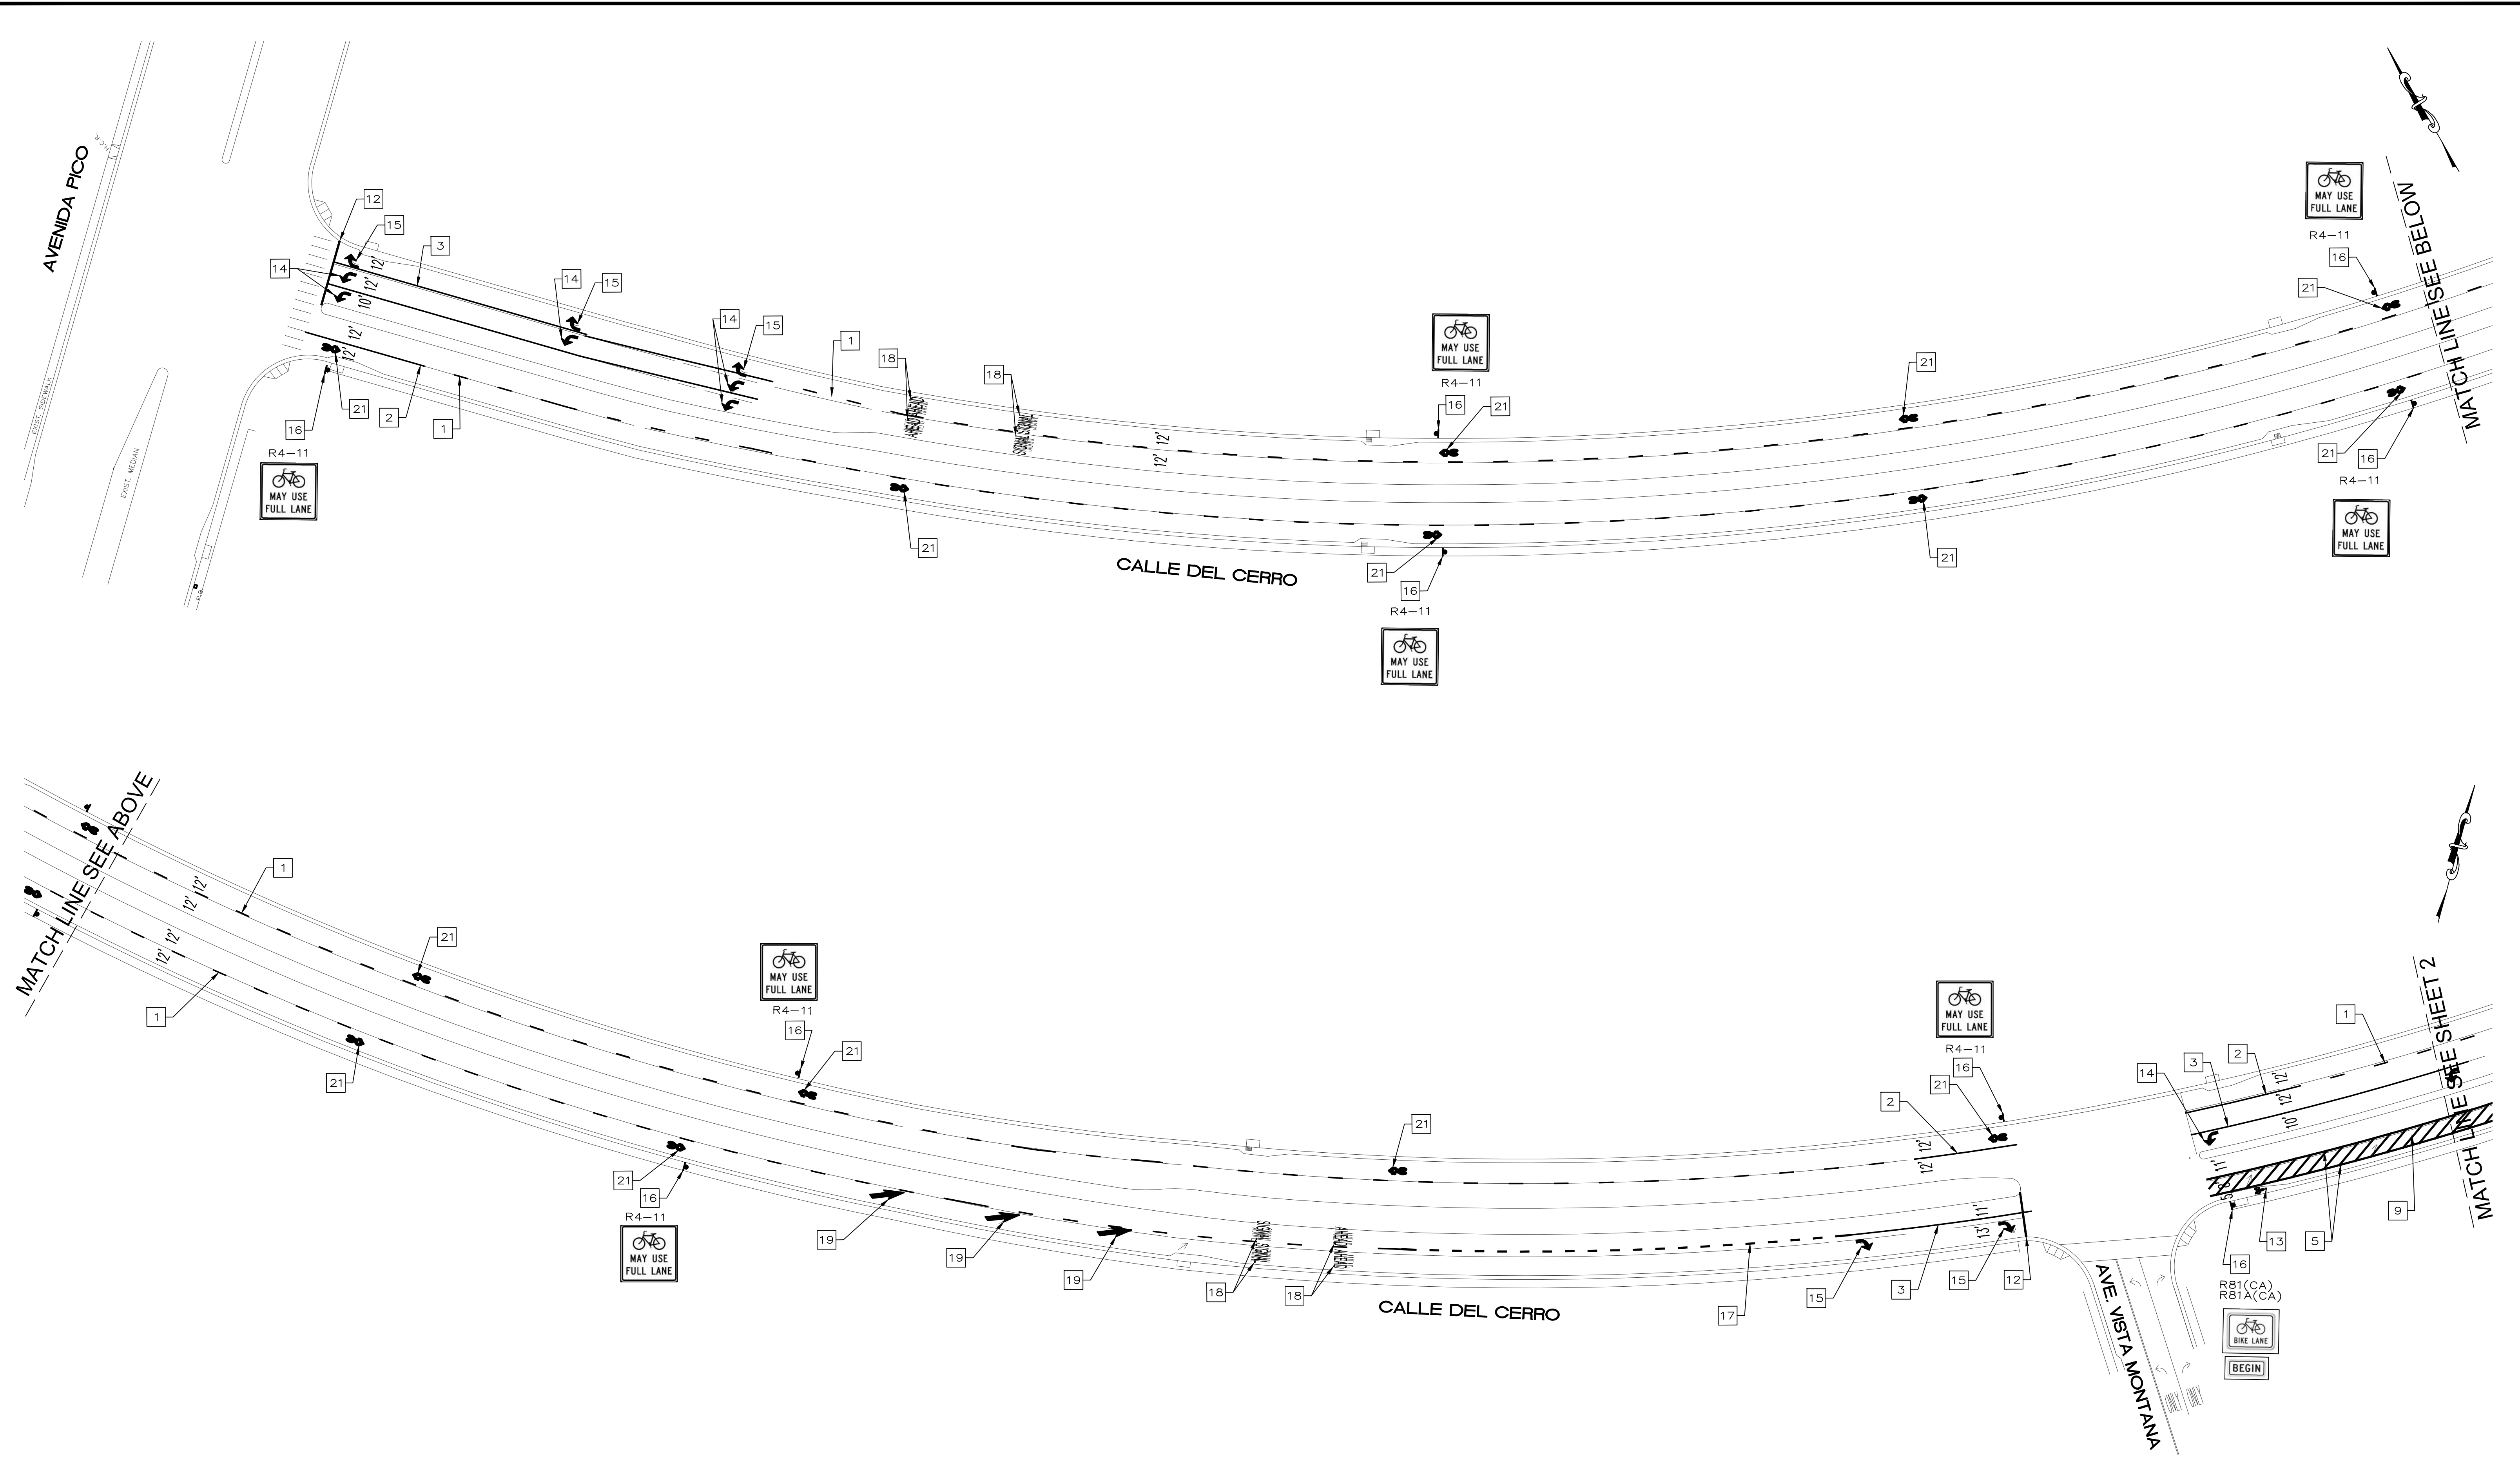 AVENIDA PICO
H.C.R.
EXIST. SIDEWALK
EXIST. MEDIAN
P.B.
12
15
3
14
12'
12'
10'
12'
12'
21
16
2
1
R4-11
MAY USE
FULL LANE
14
15
14
15
1
18
18
AHEAD AHEAD
SIGNAL SIGNAL
12'
12'
21
MAY USE
FULL LANE
R4-11
16
21
21
16
R4-11
MAY USE
FULL LANE
CALLE DEL CERRO
21
21
MAY USE
FULL LANE
R4-11
16
21
MATCH LINE SEE BELOW
21
16
R4-11
MAY USE
FULL LANE
MATCH LINE SEE ABOVE
12'
12'
12'
12'
1
1
21
21
MAY USE
FULL LANE
R4-11
16
21
21
16
R4-11
MAY USE
FULL LANE
19
19
19
18
18
SIGNAL SIGNAL
AHEAD AHEAD
21
CALLE DEL CERRO
MAY USE
FULL LANE
R4-11
16
21
2
12'
12'
11'
13'
17
15
3
15
12
AVE. VISTA MONTANA
ONLY
ONLY
14
3
2
1
12'
12'
10'
11'
MATCH LINE SEE SHEET 2
9
5
13
16
R81(CA)
R81A(CA)
BIKE LANE
BEGIN